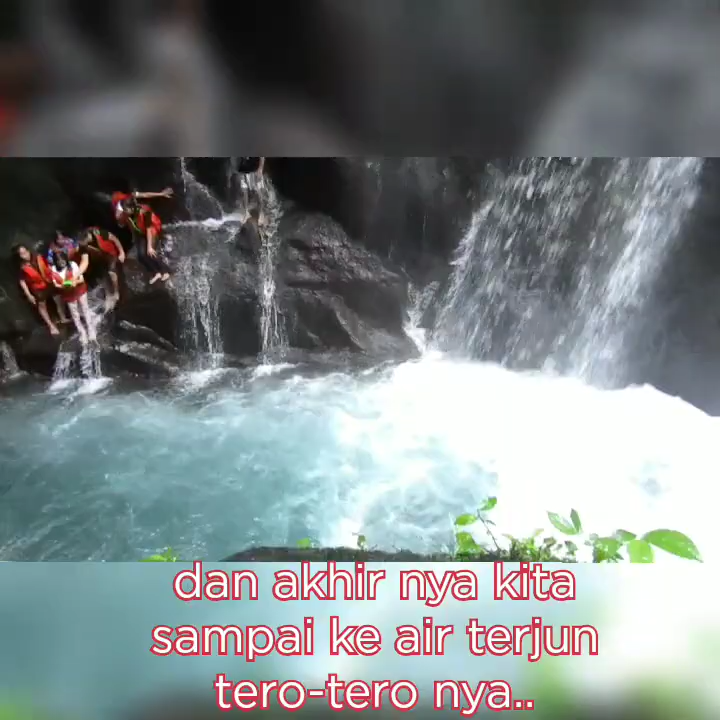 dan akhir nya kita
sampai ke air terjun
tero-tero nya..